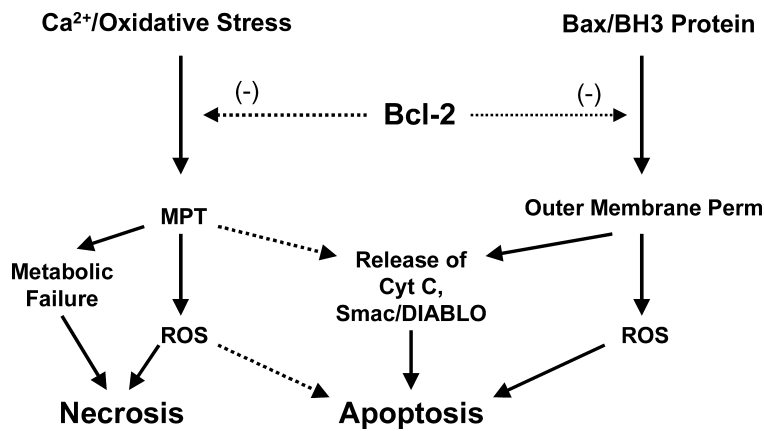 Ca²⁺/Oxidative Stress
Bax/BH3 Protein
(-)
Bcl-2
(-)
MPT
Outer Membrane Perm
Metabolic
Failure
Release of
Cyt C,
Smac/DIABLO
ROS
ROS
Necrosis
Apoptosis